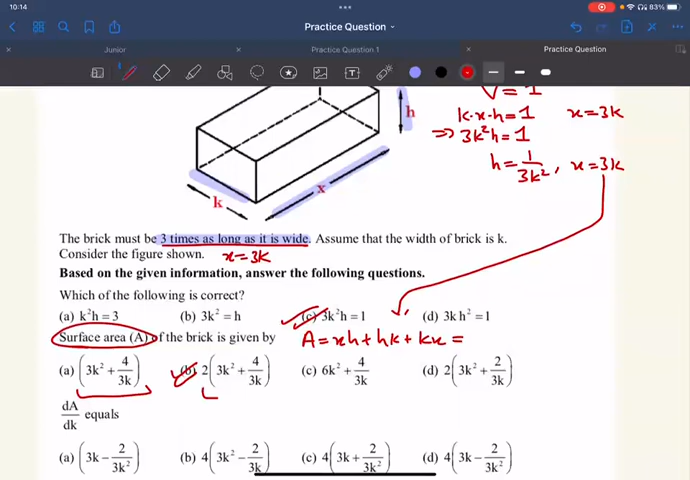 10:14
83%
Practice Question
Junior
Practice Question 1
Practice Question
V = 1
k·x·h = 1
x = 3k
⇒ 3k²h = 1
h = 1/3k², x = 3k
h
x
k
The brick must be 3 times as long as it is wide. Assume that the width of brick is k.
Consider the figure shown.
x = 3k
Based on the given information, answer the following questions.
Which of the following is correct?
(a) k²h = 3 (b) 3k² = h (c) 3k²h = 1 (d) 3kh² = 1
Surface area (A) of the brick is given by
A = xh + hk + kx =
(a) (3k² + 4/3k) (b) 2(3k² + 4/3k) (c) 6k² + 4/3k (d) 2(3k² + 2/3k)
dA/dk equals
(a) (3k − 2/3k²) (b) 4(3k² − 2/3k) (c) 4(3k + 2/3k²) (d) 4(3k − 2/3k²)